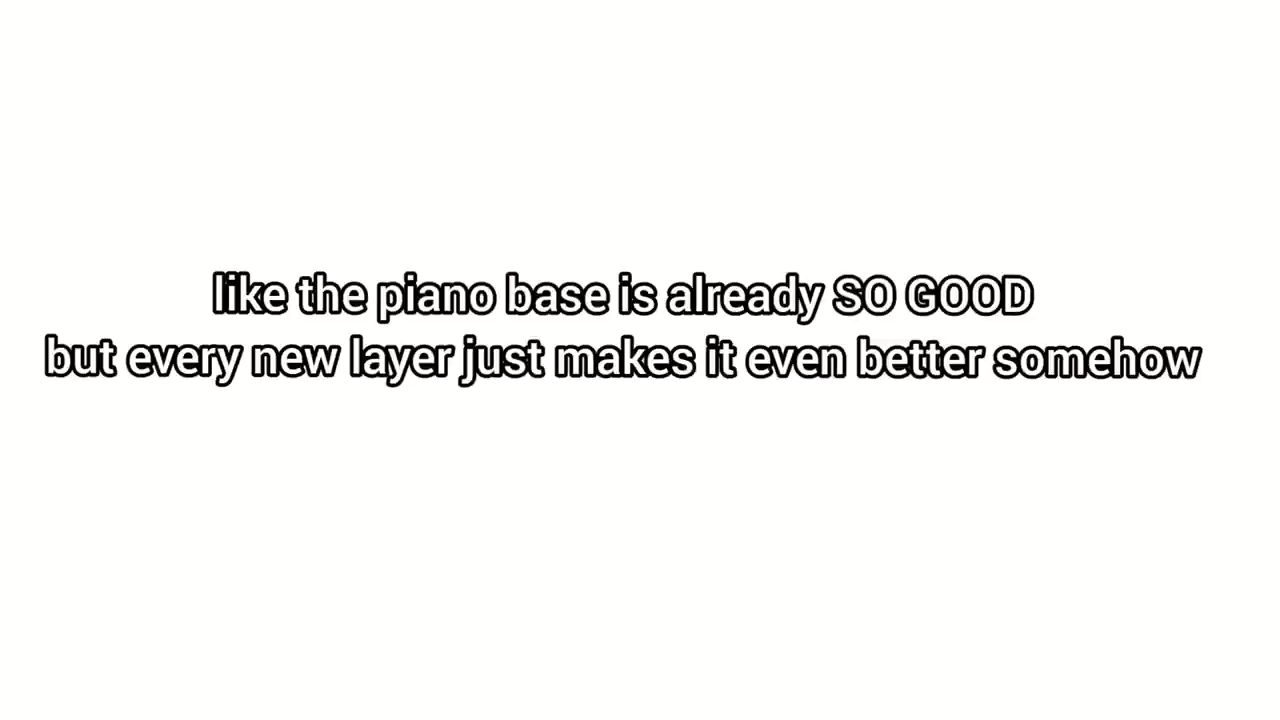 like the piano base is already SO GOOD
but every new layer just makes it even better somehow